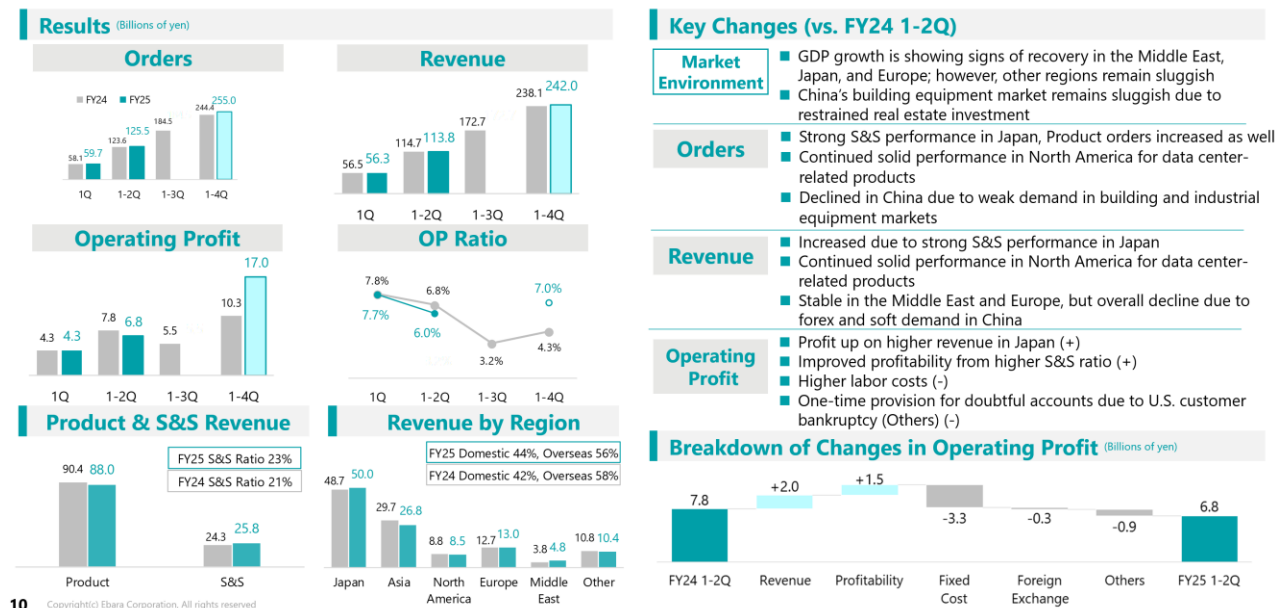 Results (Billions of yen)
Orders
FY24 FY25
58.1 59.7 123.6 125.5 184.5 244.4 255.0
1Q 1-2Q 1-3Q 1-4Q
Revenue
56.5 56.3 114.7 113.8 172.7 238.1 242.0
1Q 1-2Q 1-3Q 1-4Q
Operating Profit
4.3 4.3 7.8 6.8 5.5 10.3 17.0
1Q 1-2Q 1-3Q 1-4Q
OP Ratio
7.8% 6.8% 3.2% 4.3%
7.7% 6.0% 7.0%
1Q 1-2Q 1-3Q 1-4Q
Product & S&S Revenue
FY25 S&S Ratio 23%
FY24 S&S Ratio 21%
90.4 88.0 24.3 25.8
Product S&S
Revenue by Region
FY25 Domestic 44%, Overseas 56%
FY24 Domestic 42%, Overseas 58%
48.7 50.0 29.7 26.8 8.8 8.5 12.7 13.0 3.8 4.8 10.8 10.4
Japan Asia North America Europe Middle East Other
Key Changes (vs. FY24 1-2Q)
Market
Environment
■ GDP growth is showing signs of recovery in the Middle East,
Japan, and Europe; however, other regions remain sluggish
■ China's building equipment market remains sluggish due to
restrained real estate investment
Orders
■ Strong S&S performance in Japan, Product orders increased as well
■ Continued solid performance in North America for data center-
related products
■ Declined in China due to weak demand in building and industrial
equipment markets
Revenue
■ Increased due to strong S&S performance in Japan
■ Continued solid performance in North America for data center-
related products
■ Stable in the Middle East and Europe, but overall decline due to
forex and soft demand in China
Operating
Profit
■ Profit up on higher revenue in Japan (+)
■ Improved profitability from higher S&S ratio (+)
■ Higher labor costs (-)
■ One-time provision for doubtful accounts due to U.S. customer
bankruptcy (Others) (-)
Breakdown of Changes in Operating Profit (Billions of yen)
7.8 +2.0 +1.5 -3.3 -0.3 -0.9 6.8
FY24 1-2Q Revenue Profitability Fixed Cost Foreign Exchange Others FY25 1-2Q
10 Copyright(c) Ebara Corporation. All rights reserved